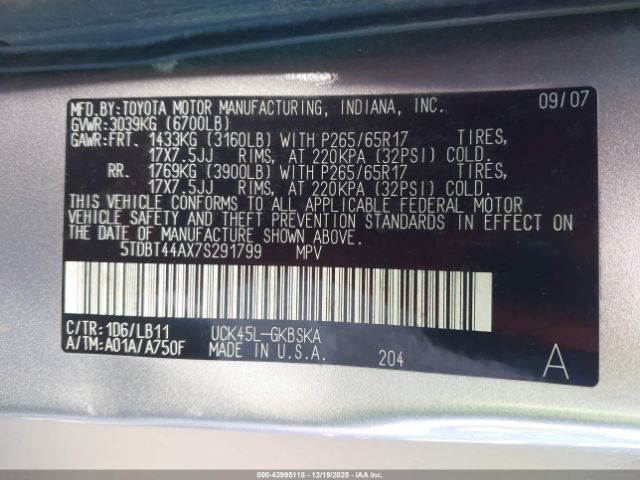 MFD.BY:TOYOTA MOTOR MANUFACTURING, INDIANA, INC. 09/07
GVWR:3039KG (6700LB)
GAWR:FRT. 1433KG (3160LB) WITH P265/65R17 TIRES,
17X7.5JJ RIMS, AT 220KPA (32PSI) COLD.
RR. 1769KG (3900LB) WITH P265/65R17 TIRES,
17X7.5JJ RIMS, AT 220KPA (32PSI) COLD.
THIS VEHICLE CONFORMS TO ALL APPLICABLE FEDERAL MOTOR
VEHICLE SAFETY AND THEFT PREVENTION STANDARDS IN EFFECT ON
THE DATE OF MANUFACTURE SHOWN ABOVE.
5TDBT44AX7S291799 MPV
C/TR:1D6/LB11 UCK45L-GKBSKA
A/TM:A01A/A750F MADE IN U.S.A. 204 A
000-43995118 - 12/19/2025 - COPART